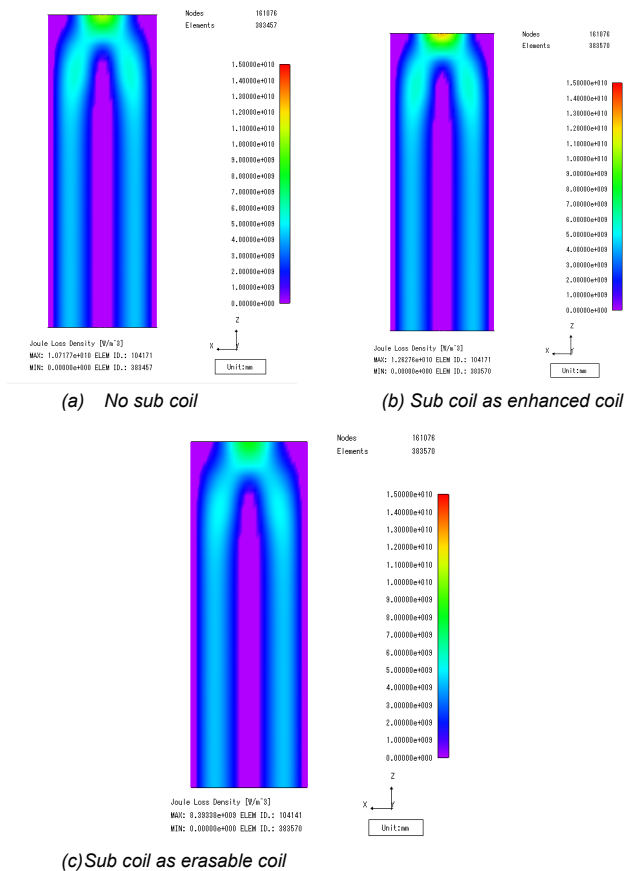 Nodes 161076
Elements 383457
1.50000e+010
1.40000e+010
1.30000e+010
1.20000e+010
1.10000e+010
1.00000e+010
9.00000e+009
8.00000e+009
7.00000e+009
6.00000e+009
5.00000e+009
4.00000e+009
3.00000e+009
2.00000e+009
1.00000e+009
0.00000e+000
Z
X Y
Joule Loss Density [W/m^3]
MAX: 1.07177e+010 ELEM ID.: 104171
MIN: 0.00000e+000 ELEM ID.: 383457
Unit:mm
(a) No sub coil
Nodes 161076
Elements 383570
1.50000e+010
1.40000e+010
1.30000e+010
1.20000e+010
1.10000e+010
1.00000e+010
9.00000e+009
8.00000e+009
7.00000e+009
6.00000e+009
5.00000e+009
4.00000e+009
3.00000e+009
2.00000e+009
1.00000e+009
0.00000e+000
Z
X Y
Joule Loss Density [W/m^3]
MAX: 1.26276e+010 ELEM ID.: 104171
MIN: 0.00000e+000 ELEM ID.: 383570
Unit:mm
(b) Sub coil as enhanced coil
Nodes 161076
Elements 383570
1.50000e+010
1.40000e+010
1.30000e+010
1.20000e+010
1.10000e+010
1.00000e+010
9.00000e+009
8.00000e+009
7.00000e+009
6.00000e+009
5.00000e+009
4.00000e+009
3.00000e+009
2.00000e+009
1.00000e+009
0.00000e+000
Z
X Y
Joule Loss Density [W/m^3]
MAX: 8.39338e+009 ELEM ID.: 104141
MIN: 0.00000e+000 ELEM ID.: 383570
Unit:mm
(c) Sub coil as erasable coil